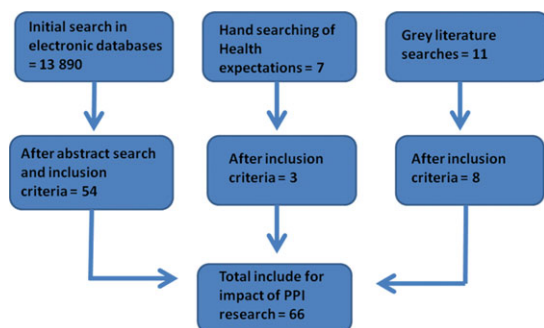 Initial search in
electronic databases
= 13 890
Hand searching of
Health
expectations = 7
Grey literature
searches = 11
After abstract search
and inclusion
criteria = 54
After inclusion
criteria = 3
After inclusion
criteria = 8
Total include for
impact of PPI
research = 66